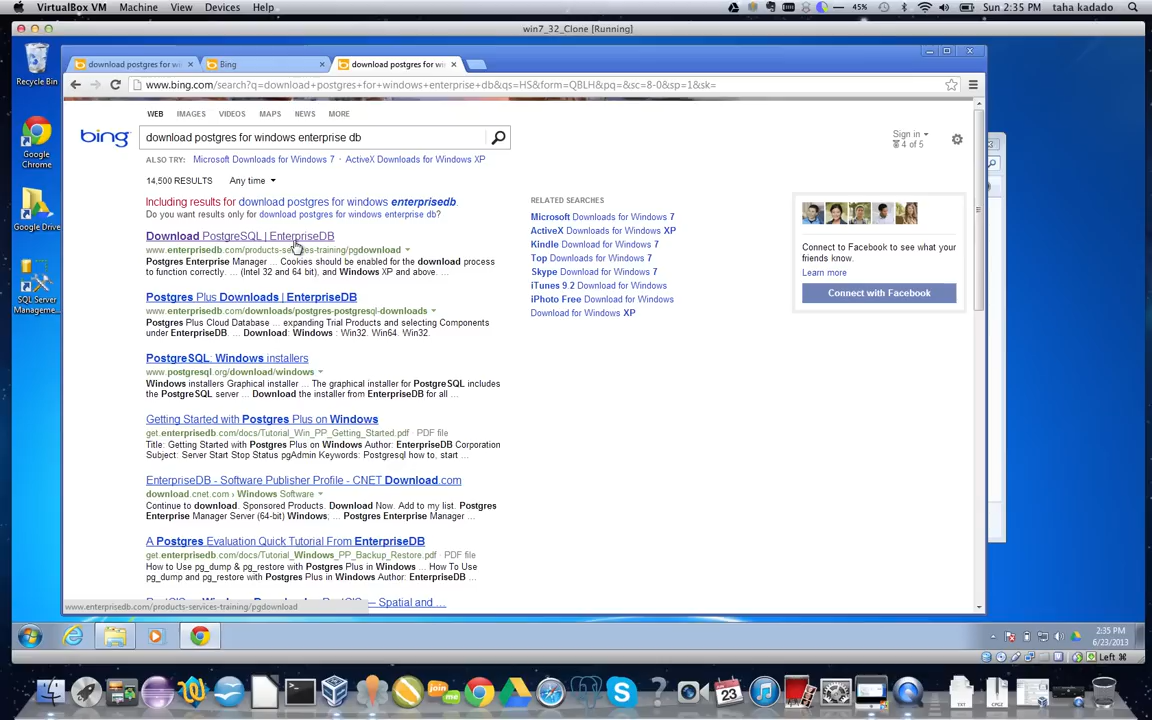 VirtualBox VM Machine View Devices Help
45% Sun 2:35 PM taha kadado
win7_32_Clone [Running]
Recycle Bin
Google Chrome
Google Drive
SQL Server Manageme...
download postgres for wi
Bing
download postgres for wi
www.bing.com/search?q=download+postgres+for+windows+enterprise+db&qs=HS&form=QBLH&pq=&sc=8-0&sp=1&sk=
WEB IMAGES VIDEOS MAPS NEWS MORE
bing
download postgres for windows enterprise db
Sign in
4 of 5
ALSO TRY: Microsoft Downloads for Windows 7 · ActiveX Downloads for Windows XP
14,500 RESULTS Any time
Including results for download postgres for windows enterprisedb.
Do you want results only for download postgres for windows enterprise db?
Download PostgreSQL | EnterpriseDB
www.enterprisedb.com/products-services-training/pgdownload
Postgres Enterprise Manager ... Cookies should be enabled for the download process
to function correctly. ... (Intel 32 and 64 bit), and Windows XP and above. ...
Postgres Plus Downloads | EnterpriseDB
www.enterprisedb.com/downloads/postgres-postgresql-downloads
Postgres Plus Cloud Database ... expanding Trial Products and selecting Components
under EnterpriseDB. ... Download: Windows : Win32. Win64. Win32.
PostgreSQL: Windows installers
www.postgresql.org/download/windows
Windows installers Graphical installer ... The graphical installer for PostgreSQL includes
the PostgreSQL server ... Download the installer from EnterpriseDB for all ...
Getting Started with Postgres Plus on Windows
get.enterprisedb.com/docs/Tutorial_Win_PP_Getting_Started.pdf · PDF file
Title: Getting Started with Postgres Plus on Windows Author: EnterpriseDB Corporation
Subject: Server Start Stop Status pgAdmin Keywords: Postgresql how to, start ...
EnterpriseDB - Software Publisher Profile - CNET Download.com
download.cnet.com › Windows Software
Continue to download. Sponsored Products. Download Now. Add to my list. Postgres
Enterprise Manager Server (64-bit) Windows; ... Postgres Enterprise Manager ...
A Postgres Evaluation Quick Tutorial From EnterpriseDB
get.enterprisedb.com/docs/Tutorial_Windows_PP_Backup_Restore.pdf · PDF file
How to Use pg_dump & pg_restore with Postgres Plus in Windows ... How To Use
pg_dump and pg_restore with Postgres Plus in Windows Author: EnterpriseDB ...
— Spatial and ...
www.enterprisedb.com/products-services-training/pgdownload
RELATED SEARCHES
Microsoft Downloads for Windows 7
ActiveX Downloads for Windows XP
Kindle Download for Windows 7
Top Downloads for Windows 7
Skype Download for Windows 7
iTunes 9.2 Download for Windows
iPhoto Free Download for Windows
Download for Windows XP
Connect to Facebook to see what your
friends know.
Learn more
Connect with Facebook
2:35 PM
6/23/2013
Left ⌘
join me
23
TXT
CPGZ